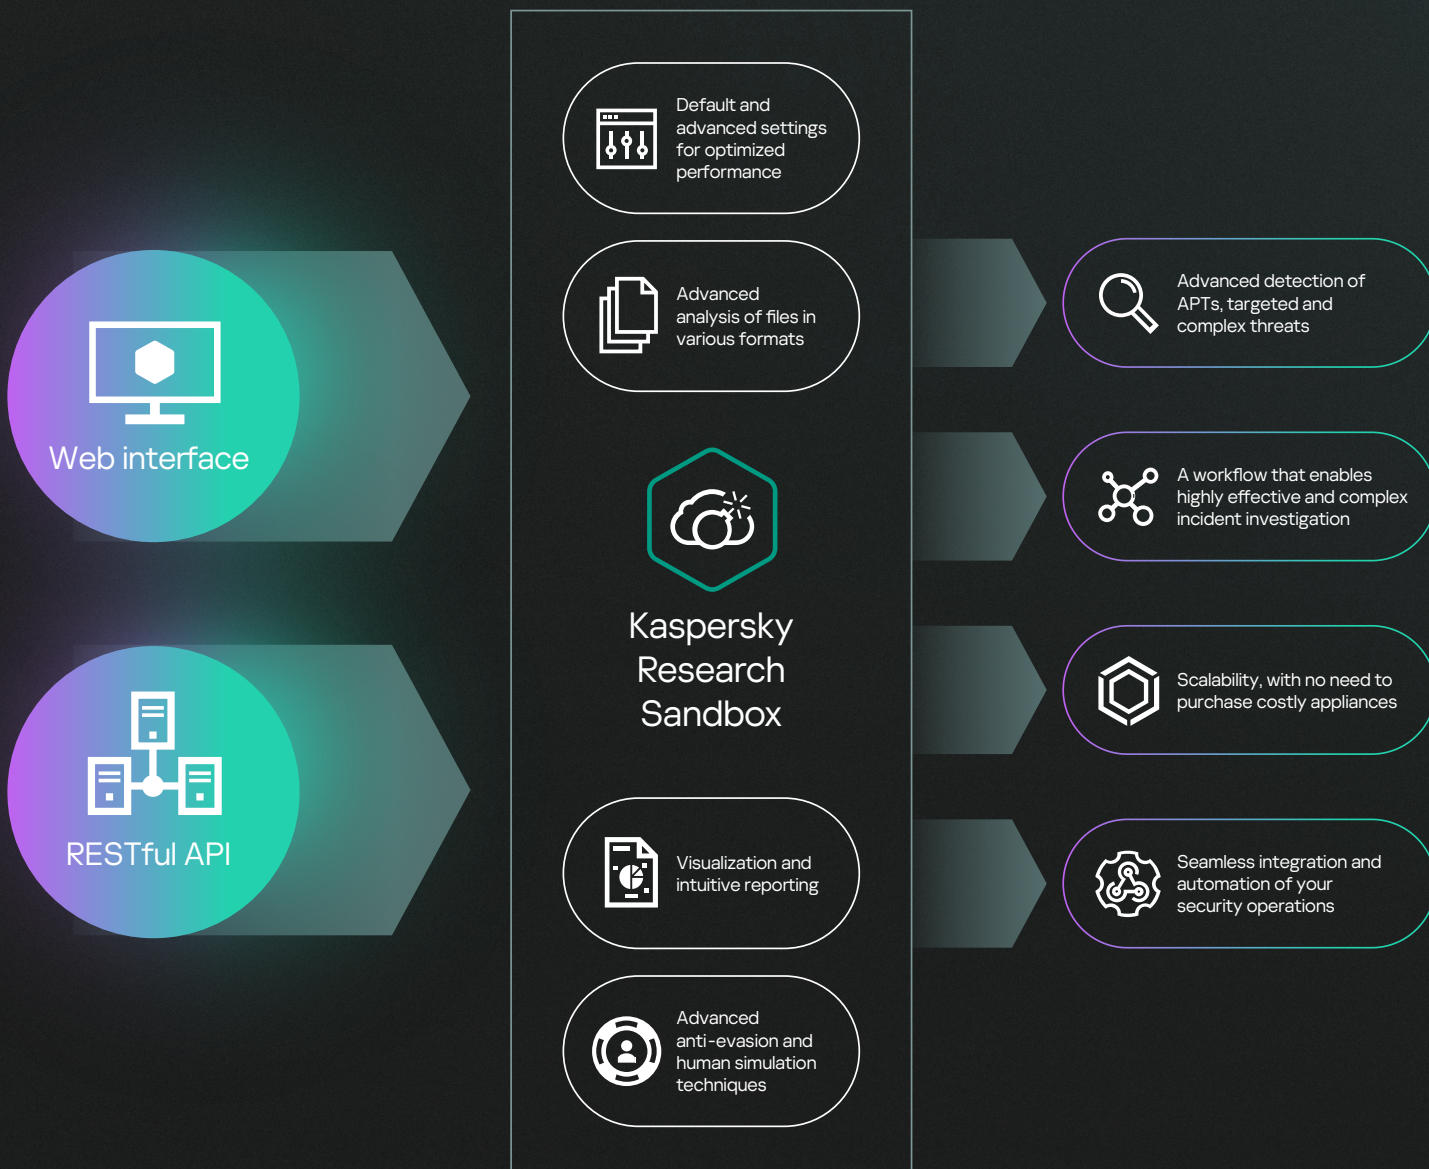 Web interface
RESTful API
Default and
advanced settings
for optimized
performance
Advanced
analysis of files in
various formats
Kaspersky
Research
Sandbox
Visualization and
intuitive reporting
Advanced
anti-evasion and
human simulation
techniques
Advanced detection of
APTs, targeted and
complex threats
A workflow that enables
highly effective and complex
incident investigation
Scalability, with no need to
purchase costly appliances
Seamless integration and
automation of your
security operations